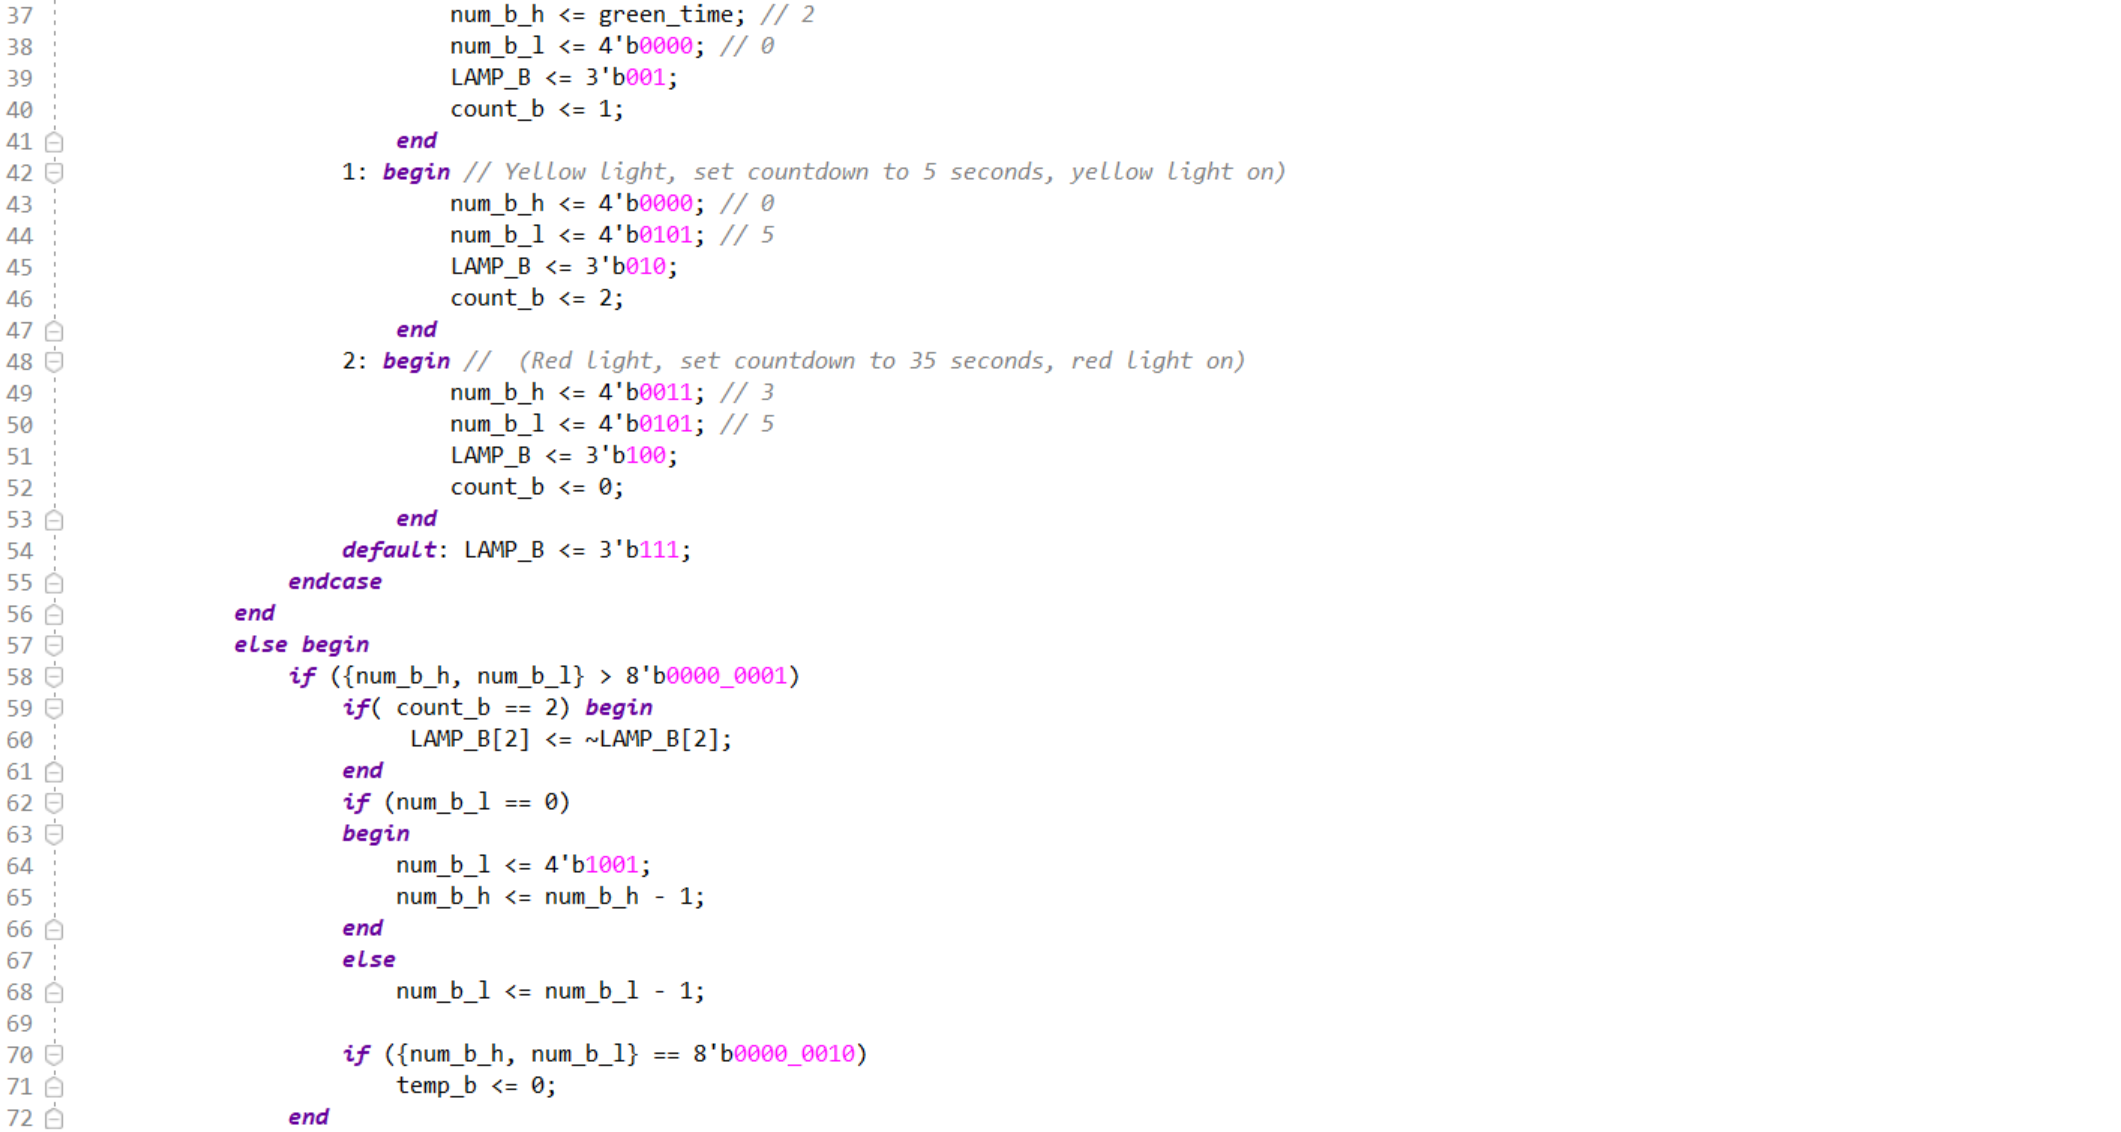 37 num_b_h <= green_time; // 2
38 num_b_l <= 4'b0000; // 0
39 LAMP_B <= 3'b001;
40 count_b <= 1;
41 end
42 1: begin // Yellow light, set countdown to 5 seconds, yellow light on)
43 num_b_h <= 4'b0000; // 0
44 num_b_l <= 4'b0101; // 5
45 LAMP_B <= 3'b010;
46 count_b <= 2;
47 end
48 2: begin //  (Red light, set countdown to 35 seconds, red light on)
49 num_b_h <= 4'b0011; // 3
50 num_b_l <= 4'b0101; // 5
51 LAMP_B <= 3'b100;
52 count_b <= 0;
53 end
54 default: LAMP_B <= 3'b111;
55 endcase
56 end
57 else begin
58 if ({num_b_h, num_b_l} > 8'b0000_0001)
59 if( count_b == 2) begin
60 LAMP_B[2] <= ~LAMP_B[2];
61 end
62 if (num_b_l == 0)
63 begin
64 num_b_l <= 4'b1001;
65 num_b_h <= num_b_h - 1;
66 end
67 else
68 num_b_l <= num_b_l - 1;
69
70 if ({num_b_h, num_b_l} == 8'b0000_0010)
71 temp_b <= 0;
72 end